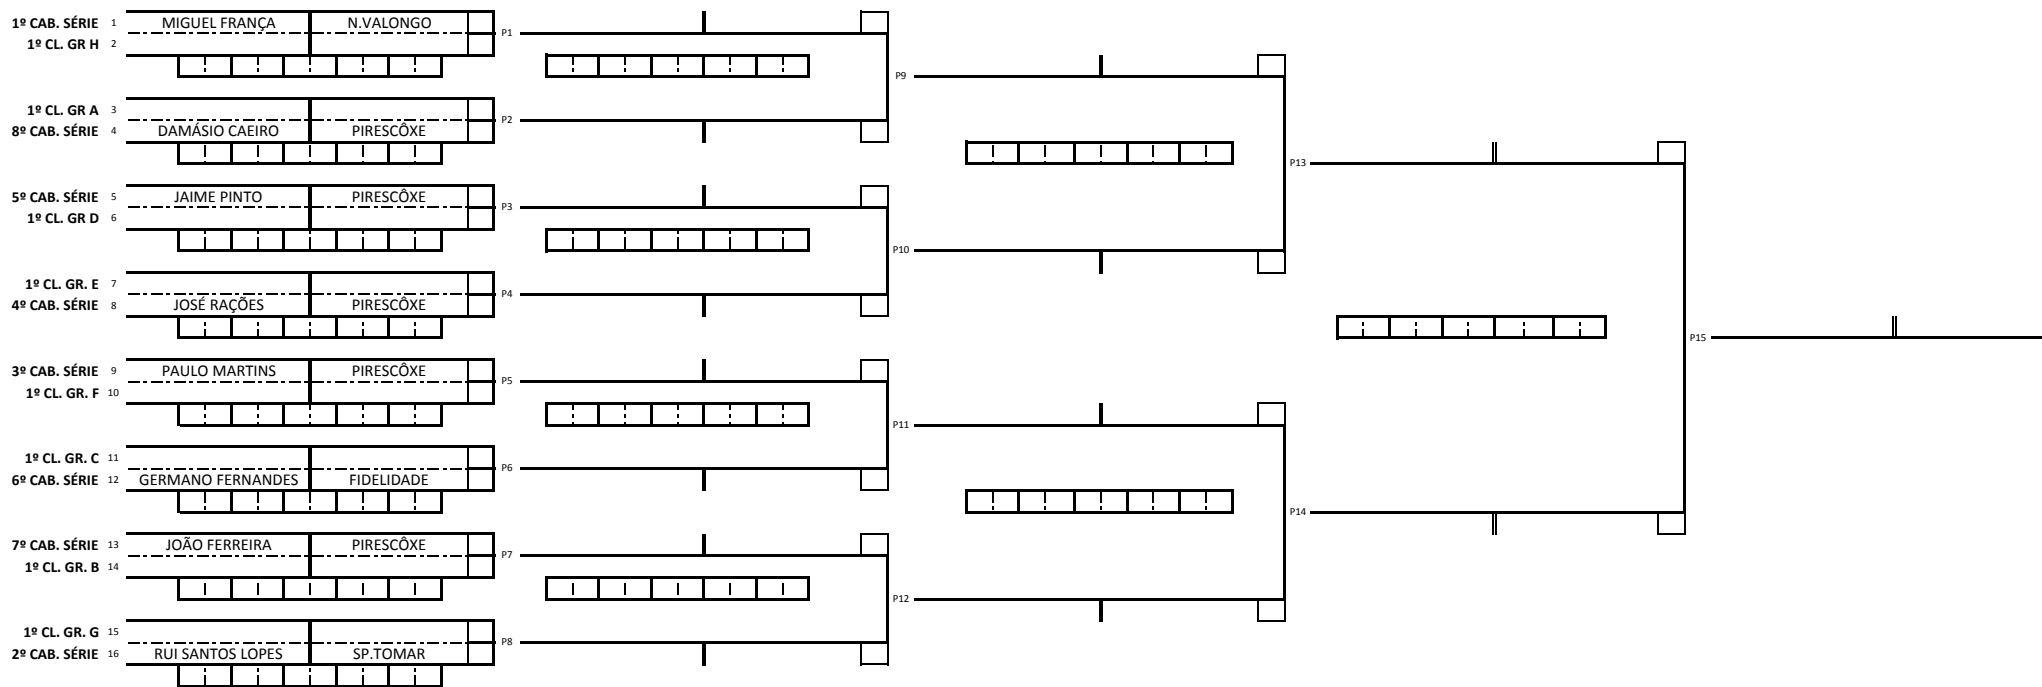 1º CAB. SÉRIE 1 MIGUEL FRANÇA N.VALONGO
P1
1º CL. GR H 2
P9
1º CL. GR A 3
P2
8º CAB. SÉRIE 4 DAMÁSIO CAEIRO PIRESCÔXE
P13
5º CAB. SÉRIE 5 JAIME PINTO PIRESCÔXE
P3
1º CL. GR D 6
P10
1º CL. GR. E 7
P4
4º CAB. SÉRIE 8 JOSÉ RAÇÕES PIRESCÔXE
P15
3º CAB. SÉRIE 9 PAULO MARTINS PIRESCÔXE
P5
1º CL. GR. F 10
P11
1º CL. GR. C 11
P6
6º CAB. SÉRIE 12 GERMANO FERNANDES FIDELIDADE
P14
7º CAB. SÉRIE 13 JOÃO FERREIRA PIRESCÔXE
P7
1º CL. GR. B 14
P12
1º CL. GR. G 15
P8
2º CAB. SÉRIE 16 RUI SANTOS LOPES SP.TOMAR